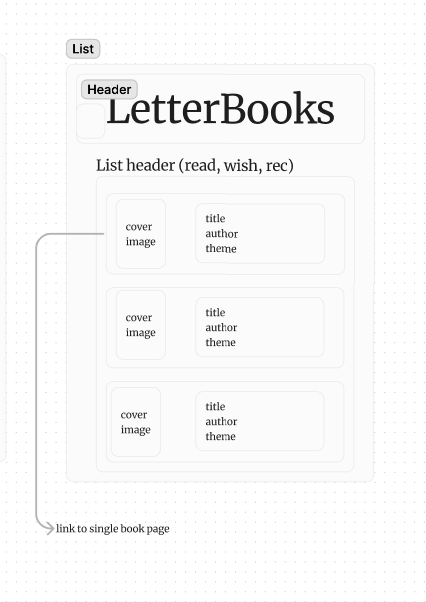 List
Header
LetterBooks
List header (read, wish, rec)
cover
image
title
author
theme
cover
image
title
author
theme
cover
image
title
author
theme
link to single book page